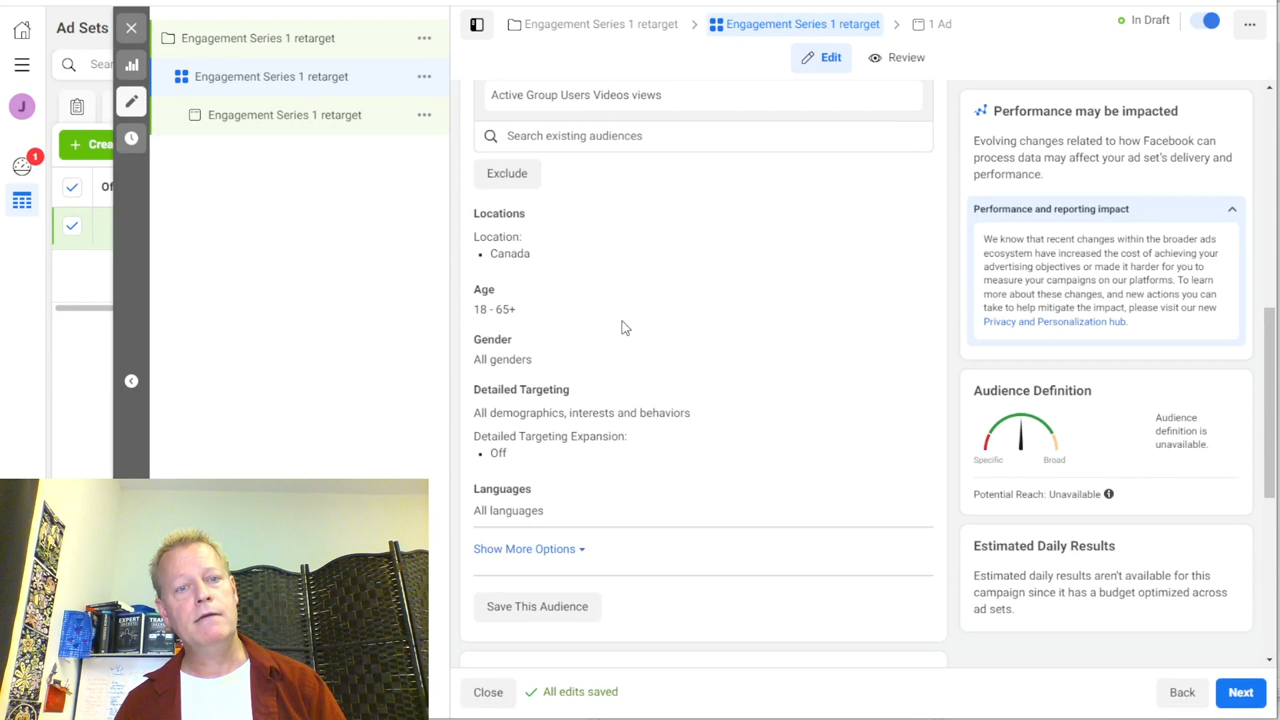 Ad Sets
Sear
J
1
Crea
Of
Engagement Series 1 retarget
Engagement Series 1 retarget
Engagement Series 1 retarget
Engagement Series 1 retarget
Engagement Series 1 retarget
1 Ad
In Draft
Edit
Review
Active Group Users Videos views
Search existing audiences
Exclude
Locations
Location:
Canada
Age
18 - 65+
Gender
All genders
Detailed Targeting
All demographics, interests and behaviors
Detailed Targeting Expansion:
Off
Languages
All languages
Show More Options
Save This Audience
Performance may be impacted
Evolving changes related to how Facebook can
process data may affect your ad set's delivery and
performance.
Performance and reporting impact
We know that recent changes within the broader ads
ecosystem have increased the cost of achieving your
advertising objectives or made it harder for you to
measure your campaigns on our platforms. To learn
more about these changes, and new actions you can
take to help mitigate the impact, please visit our new
Privacy and Personalization hub.
Audience Definition
Audience
definition is
unavailable.
Specific
Broad
Potential Reach: Unavailable
Estimated Daily Results
Estimated daily results aren't available for this
campaign since it has a budget optimized across
ad sets.
Close
All edits saved
Back
Next
EXPERT